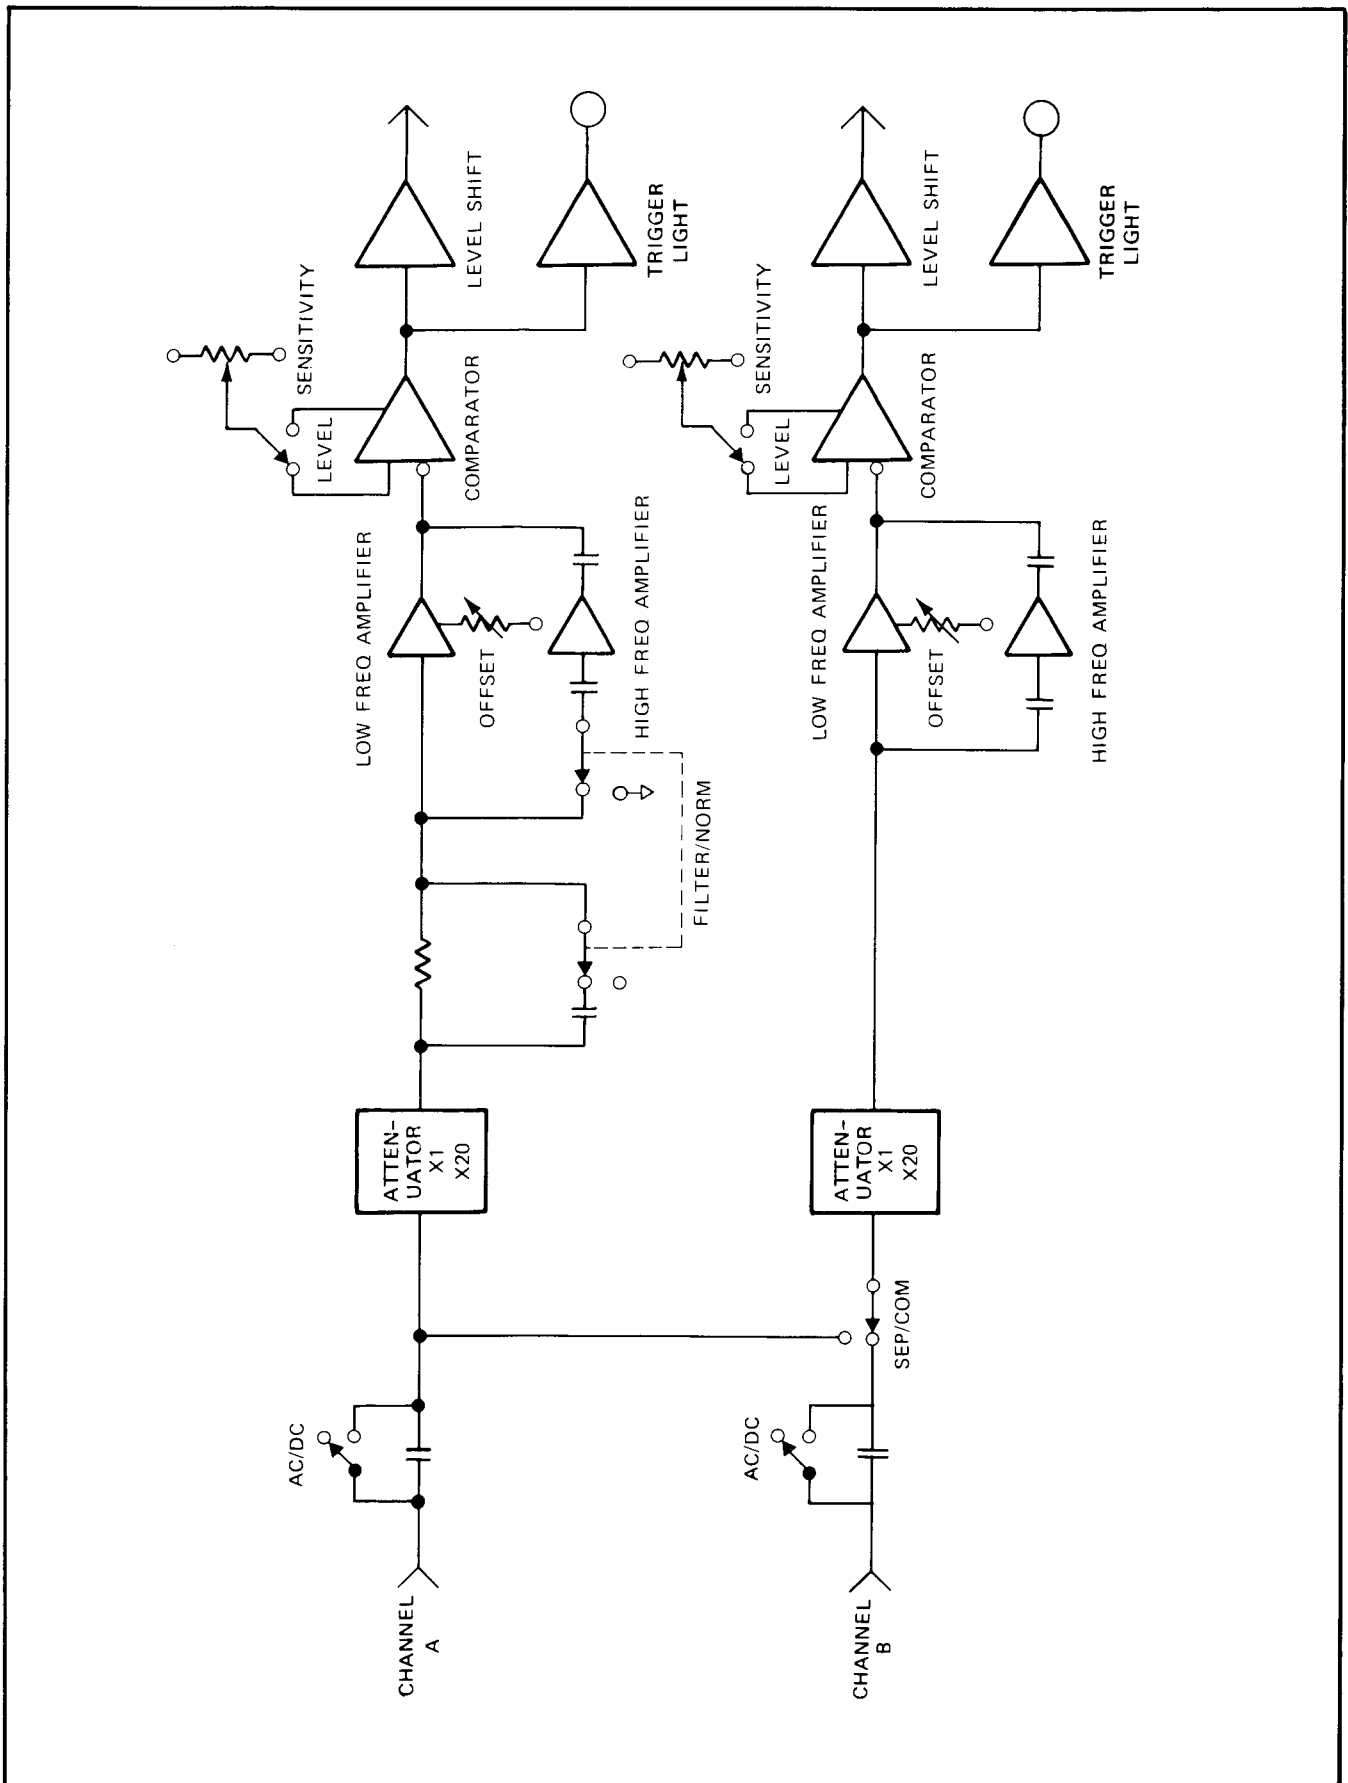 CHANNEL
A
AC/DC
ATTEN-
UATOR
X1
X20
FILTER/NORM
LOW FREQ AMPLIFIER
OFFSET
HIGH FREQ AMPLIFIER
LEVEL
SENSITIVITY
COMPARATOR
LEVEL SHIFT
TRIGGER
LIGHT
CHANNEL
B
AC/DC
SEP/COM
ATTEN-
UATOR
X1
X20
LOW FREQ AMPLIFIER
OFFSET
HIGH FREQ AMPLIFIER
LEVEL
SENSITIVITY
COMPARATOR
LEVEL SHIFT
TRIGGER
LIGHT